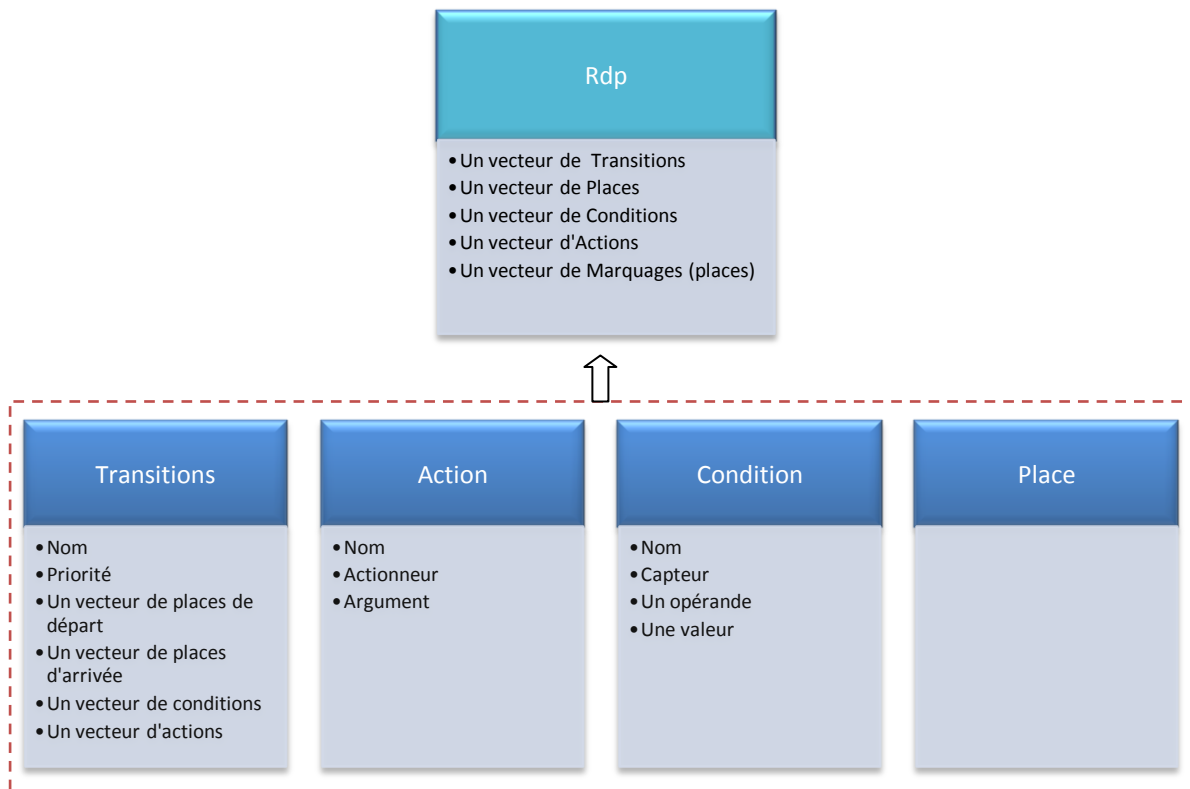 Rdp
•Un vecteur de Transitions
•Un vecteur de Places
•Un vecteur de Conditions
•Un vecteur d'Actions
•Un vecteur de Marquages (places)
Transitions
•Nom
•Priorité
•Un vecteur de places de
départ
•Un vecteur de places
d'arrivée
•Un vecteur de conditions
•Un vecteur d'actions
Action
•Nom
•Actionneur
•Argument
Condition
•Nom
•Capteur
•Un opérande
•Une valeur
Place